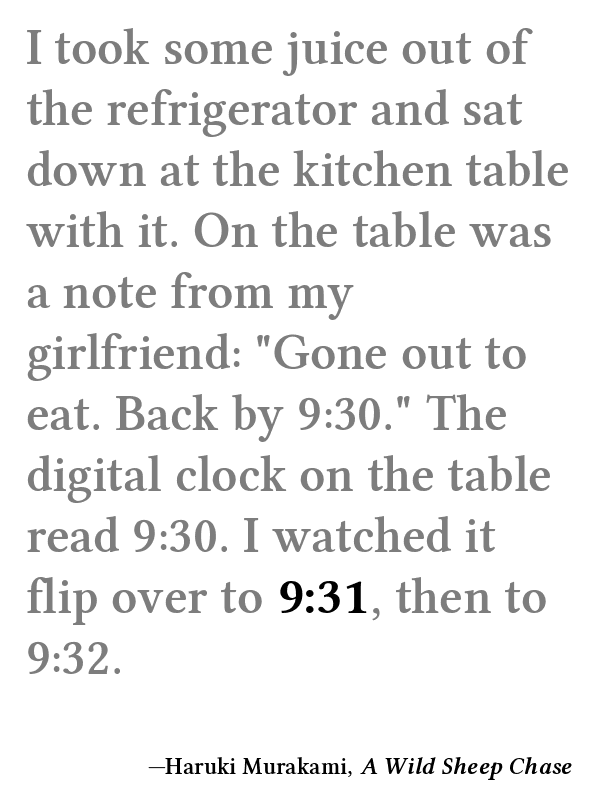 I took some juice out of
the refrigerator and sat
down at the kitchen table
with it. On the table was
a note from my
girlfriend: "Gone out to
eat. Back by 9:30." The
digital clock on the table
read 9:30. I watched it
flip over to 9:31, then to
9:32.
—Haruki Murakami, A Wild Sheep Chase